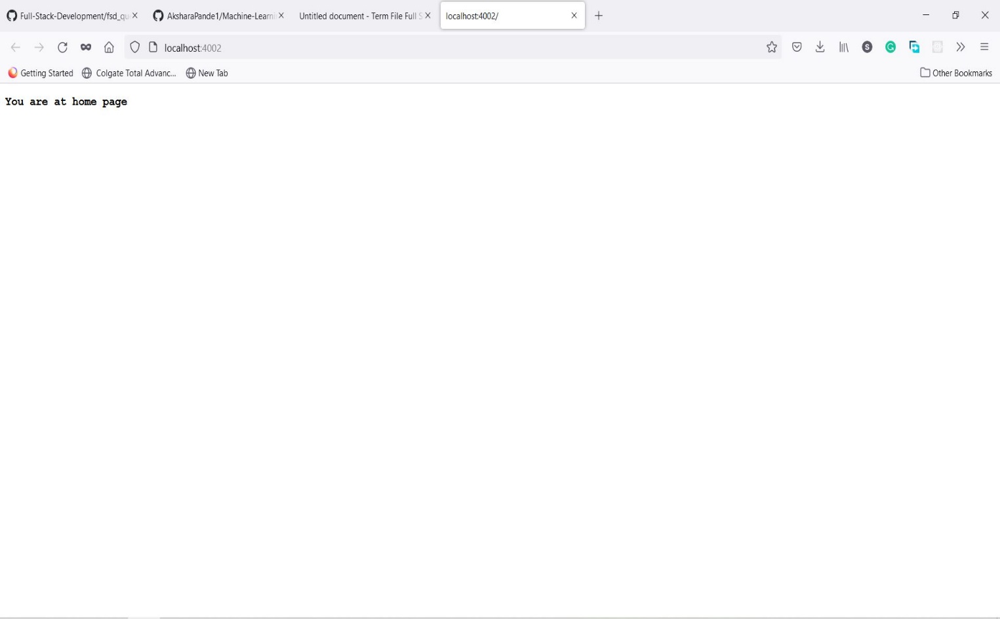 Full-Stack-Development/fsd_qu
AksharaPande1/Machine-Learni
Untitled document - Term File Full S
localhost:4002/
localhost:4002
Getting Started
Colgate Total Advanc...
New Tab
Other Bookmarks
You are at home page